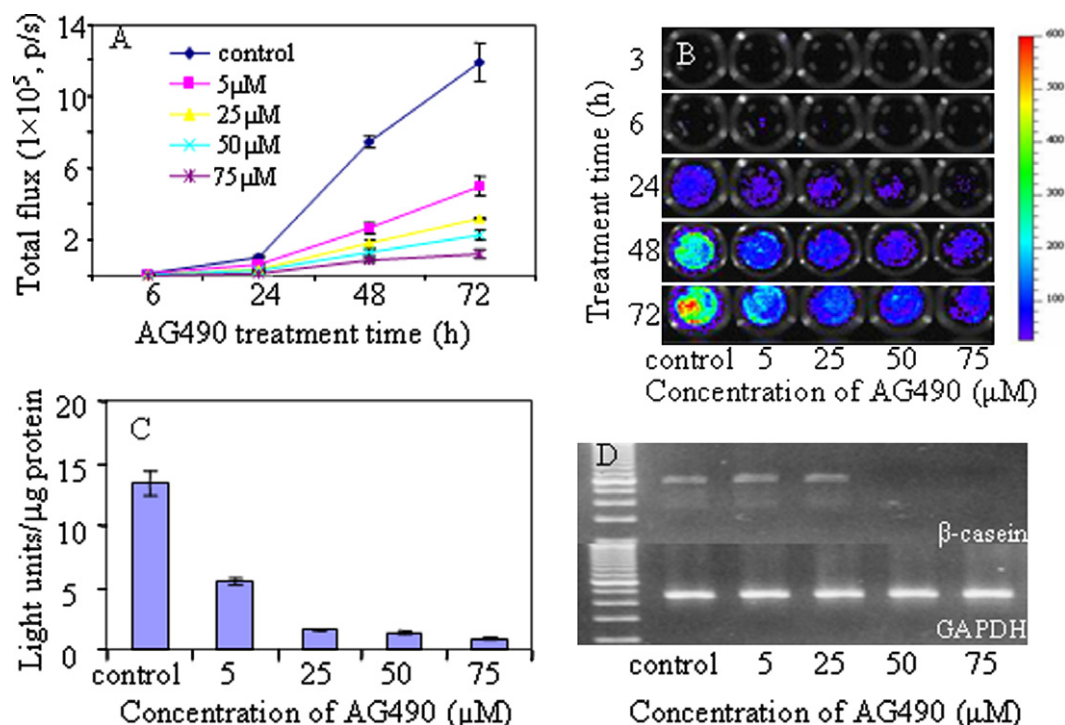 A
Total flux (1×10⁵, p/s)
14
10
6
2
control
5µM
25µM
50µM
75µM
6 24 48 72
AG490 treatment time (h)
B
Treatment time (h)
3
6
24
48
72
control 5 25 50 75
Concentration of AG490 (µM)
600
500
400
300
200
100
C
Light units/µg protein
20
15
10
5
0
control 5 25 50 75
Concentration of AG490 (µM)
D
β-casein
GAPDH
control 5 25 50 75
Concentration of AG490 (µM)